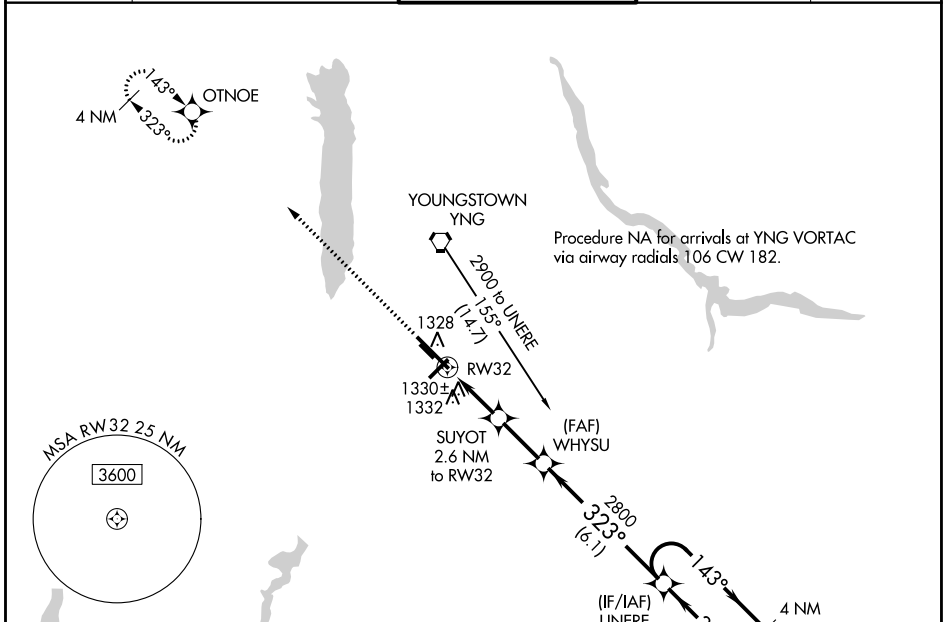 143°
OTNOE
4 NM
323°
YOUNGSTOWN
YNG
Procedure NA for arrivals at YNG VORTAC
via airway radials 106 CW 182.
2900 to UNERE
155°
(14.7)
1328
RW32
1330±
1332
(FAF)
WHYSU
SUYOT
2.6 NM
to RW32
MSA RW32 25 NM
3600
2800
323°
(6.1)
143°
4 NM
(IF/IAF)
UNERE